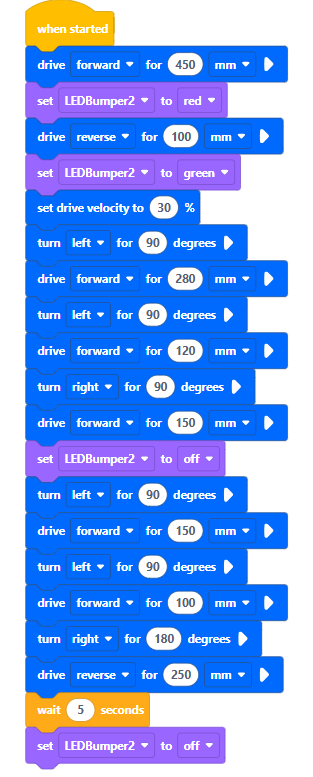 when started
drive forward for 450 mm
set LEDBumper2 to red
drive reverse for 100 mm
set LEDBumper2 to green
set drive velocity to 30 %
turn left for 90 degrees
drive forward for 280 mm
turn left for 90 degrees
drive forward for 120 mm
turn right for 90 degrees
drive forward for 150 mm
set LEDBumper2 to off
turn left for 90 degrees
drive forward for 150 mm
turn left for 90 degrees
drive forward for 100 mm
turn right for 180 degrees
drive reverse for 250 mm
wait 5 seconds
set LEDBumper2 to off